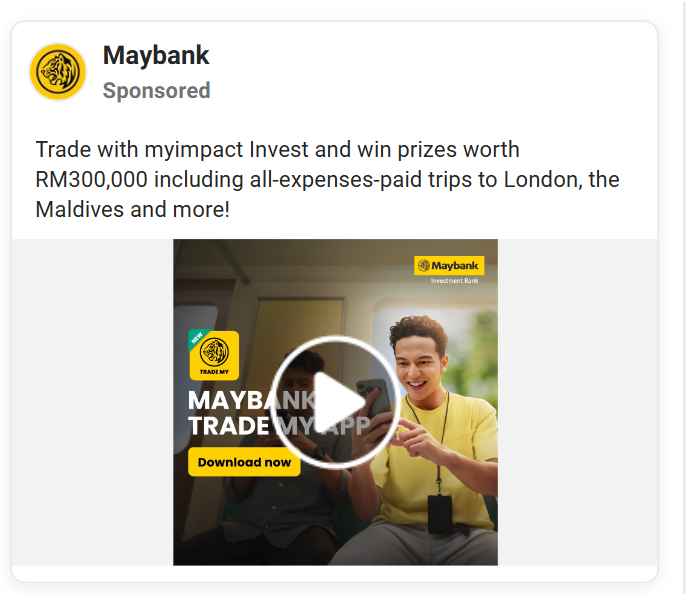 Maybank
Sponsored
Trade with myimpact Invest and win prizes worth
RM300,000 including all-expenses-paid trips to London, the
Maldives and more!
Maybank
Investment Bank
NEW
TRADE MY
MAYBANK
TRADE MY APP
Download now